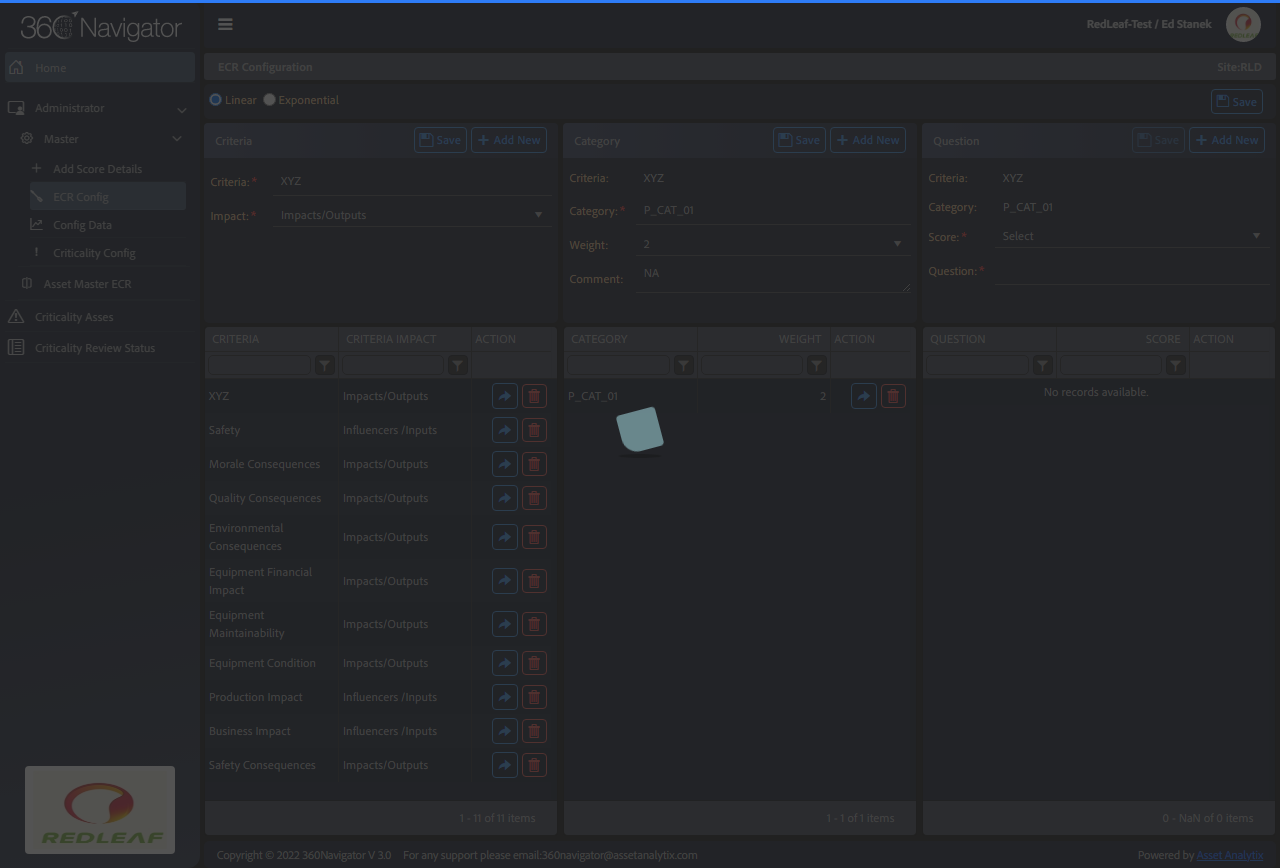 360 Navigator
RedLeaf-Test / Ed Stanek
Home
ECR Configuration
Site:RLD
Linear
Exponential
Save
Administrator
Master
Add Score Details
ECR Config
Config Data
Criticality Config
Asset Master ECR
Criticality Asses
Criticality Review Status
Criteria
Save
Add New
Criteria:*
XYZ
Impact:*
Impacts/Outputs
Category
Save
Add New
Criteria:
XYZ
Category:*
P_CAT_01
Weight:
2
Comment:
NA
Question
Save
Add New
Criteria:
XYZ
Category:
P_CAT_01
Score:*
Select
Question:*
CRITERIA
CRITERIA IMPACT
ACTION
XYZ
Impacts/Outputs
Safety
Influencers /Inputs
Morale Consequences
Impacts/Outputs
Quality Consequences
Impacts/Outputs
Environmental
Consequences
Impacts/Outputs
Equipment Financial
Impact
Impacts/Outputs
Equipment
Maintainability
Impacts/Outputs
Equipment Condition
Impacts/Outputs
Production Impact
Influencers /Inputs
Business Impact
Influencers /Inputs
Safety Consequences
Impacts/Outputs
1 - 11 of 11 items
CATEGORY
WEIGHT
ACTION
P_CAT_01
2
1 - 1 of 1 items
QUESTION
SCORE
ACTION
No records available.
0 - NaN of 0 items
REDLEAF
Copyright © 2022 360Navigator V 3.0
For any support please email:360navigator@assetanalytix.com
Powered by Asset Analytix